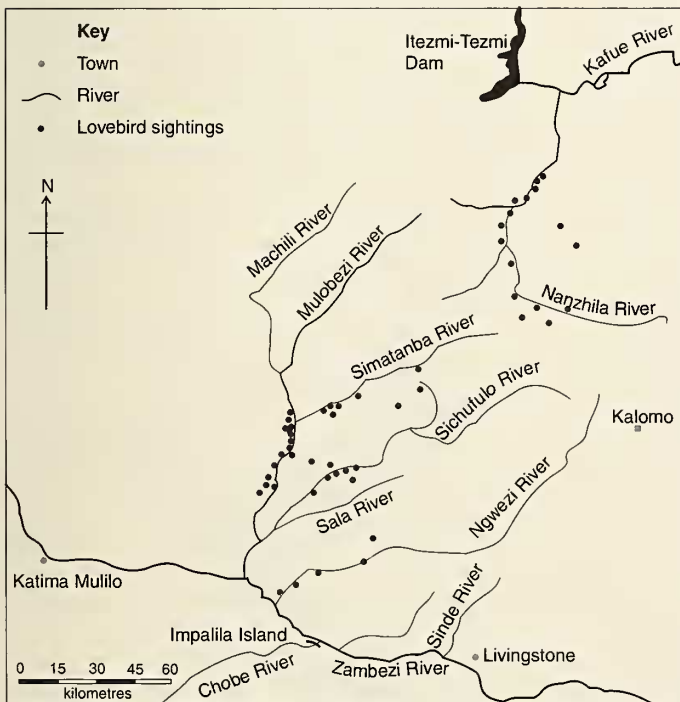 Key
Town
River
Lovebird sightings
N
Itezmi-Tezmi
Dam
Kafue River
Machili River
Mulobezi River
Nanzhila River
Simatanba River
Sichufulo River
Kalomo
Ngwezi River
Sala River
Katima Mulilo
Sinde River
Impalila Island
Livingstone
Chobe River
Zambezi River
0 15 30 45 60
kilometres